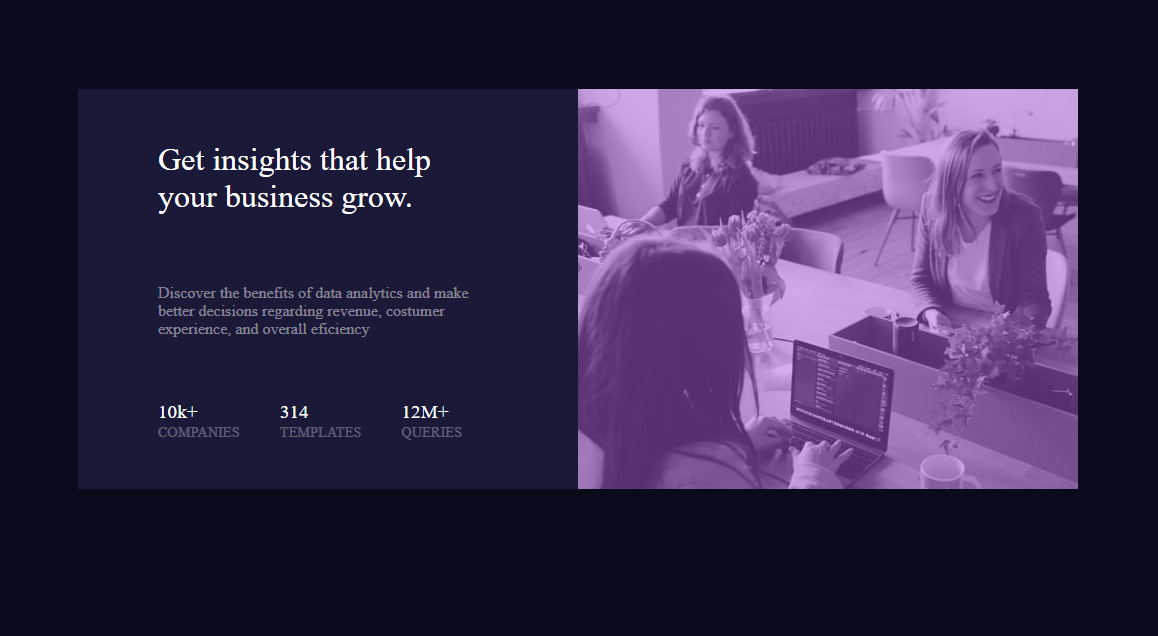 Get insights that help
your business grow.
Discover the benefits of data analytics and make
better decisions regarding revenue, costumer
experience, and overall eficiency
10k+ 314 12M+
COMPANIES TEMPLATES QUERIES